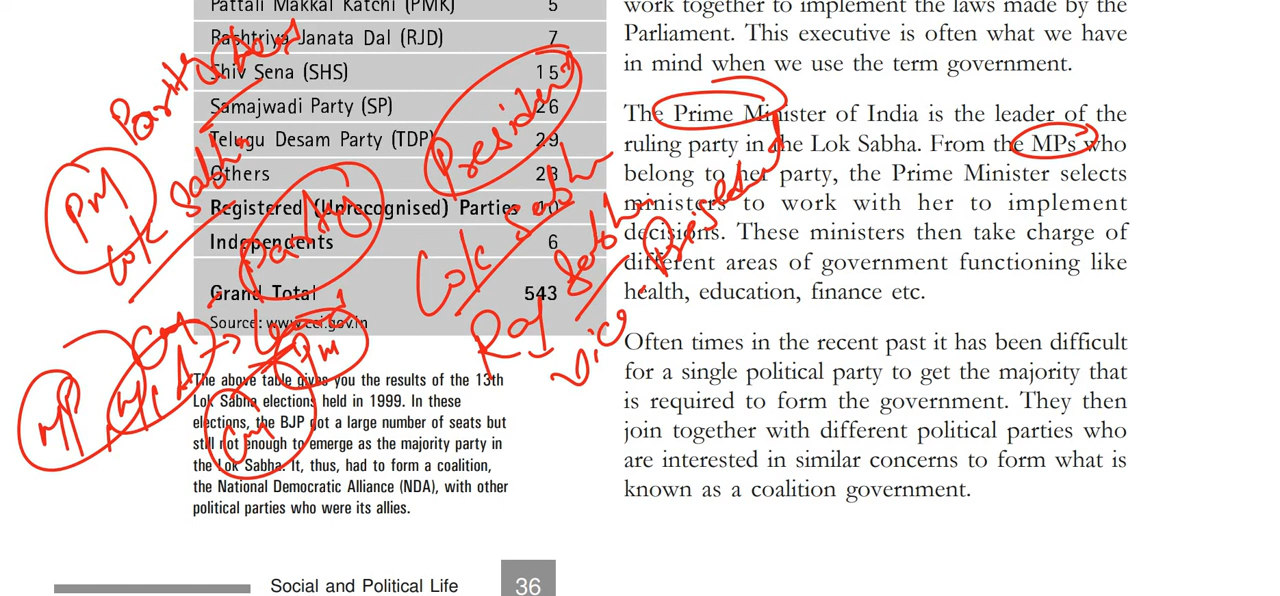 Pattali Makkal Katchi (PMK) 5
Rashtriya Janata Dal (RJD) 7
Shiv Sena (SHS) 15
Samajwadi Party (SP) 26
Telugu Desam Party (TDP) 29
Others 23
Registered (Unrecognised) Parties 10
Independents 6
Grand Total 543
Source: www.eci.gov.in
The above table gives you the results of the 13th
Lok Sabha elections held in 1999. In these
elections, the BJP got a large number of seats but
still not enough to emerge as the majority party in
the Lok Sabha. It, thus, had to form a coalition,
the National Democratic Alliance (NDA), with other
political parties who were its allies.
work together to implement the laws made by the
Parliament. This executive is often what we have
in mind when we use the term government.
The Prime Minister of India is the leader of the
ruling party in the Lok Sabha. From the MPs who
belong to her party, the Prime Minister selects
ministers to work with her to implement
decisions. These ministers then take charge of
different areas of government functioning like
health, education, finance etc.
Often times in the recent past it has been difficult
for a single political party to get the majority that
is required to form the government. They then
join together with different political parties who
are interested in similar concerns to form what is
known as a coalition government.
PM
Lok Sabha
President
Lok Sabha
MP
PM
CM
Social and Political Life 36